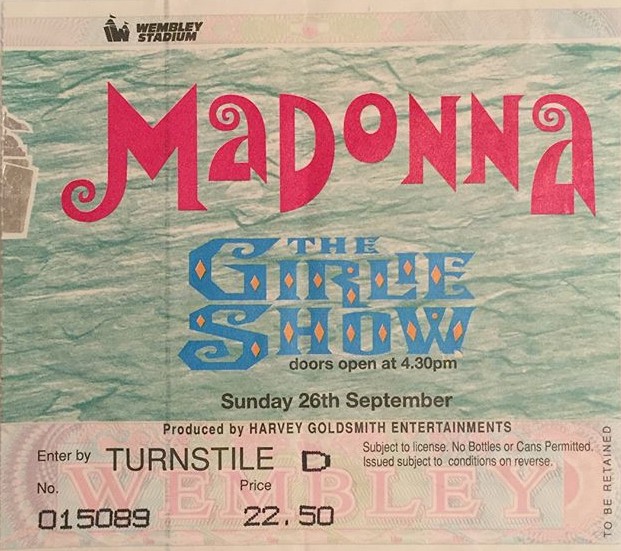 WEMBLEY
STADIUM
MADONNA
THE
GIRLIE
SHOW
doors open at 4.30pm
Sunday 26th September
Produced by HARVEY GOLDSMITH ENTERTAINMENTS
Enter by TURNSTILE D
Subject to license. No Bottles or Cans Permitted.
Issued subject to conditions on reverse.
No. Price
015089 22.50
WEMBLEY
TO BE RETAINED